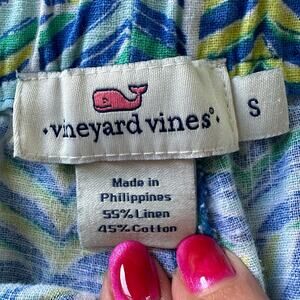 vineyard vines®
S
Made in
Philippines
55% Linen
45% Cotton